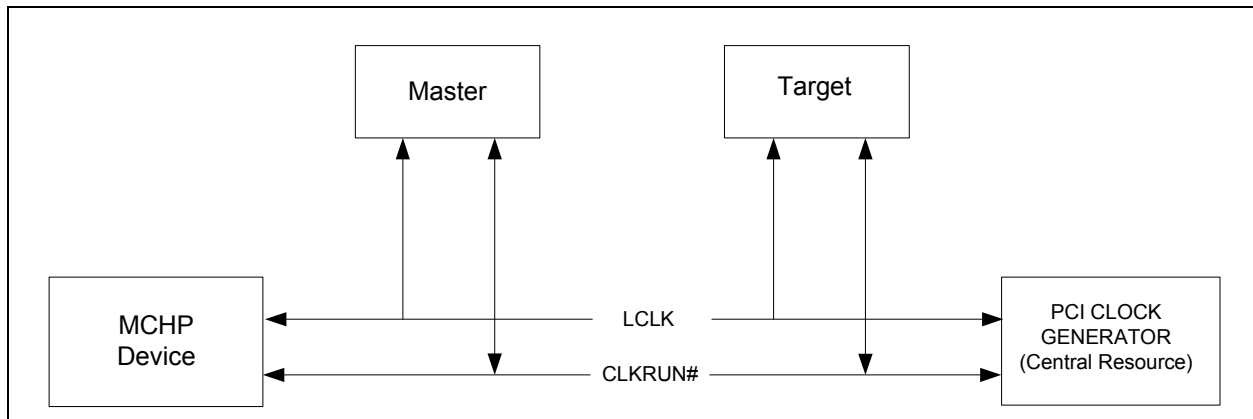 Master
Target
MCHP
Device
LCLK
CLKRUN#
PCI CLOCK
GENERATOR
(Central Resource)